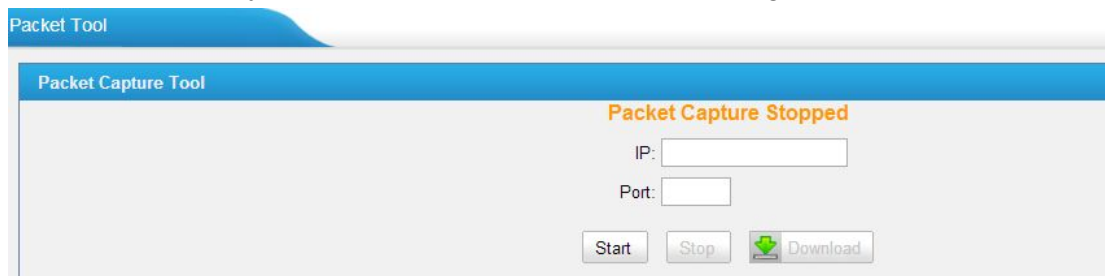 Packet Tool
Packet Capture Tool
Packet Capture Stopped
IP:
Port:
Start Stop Download